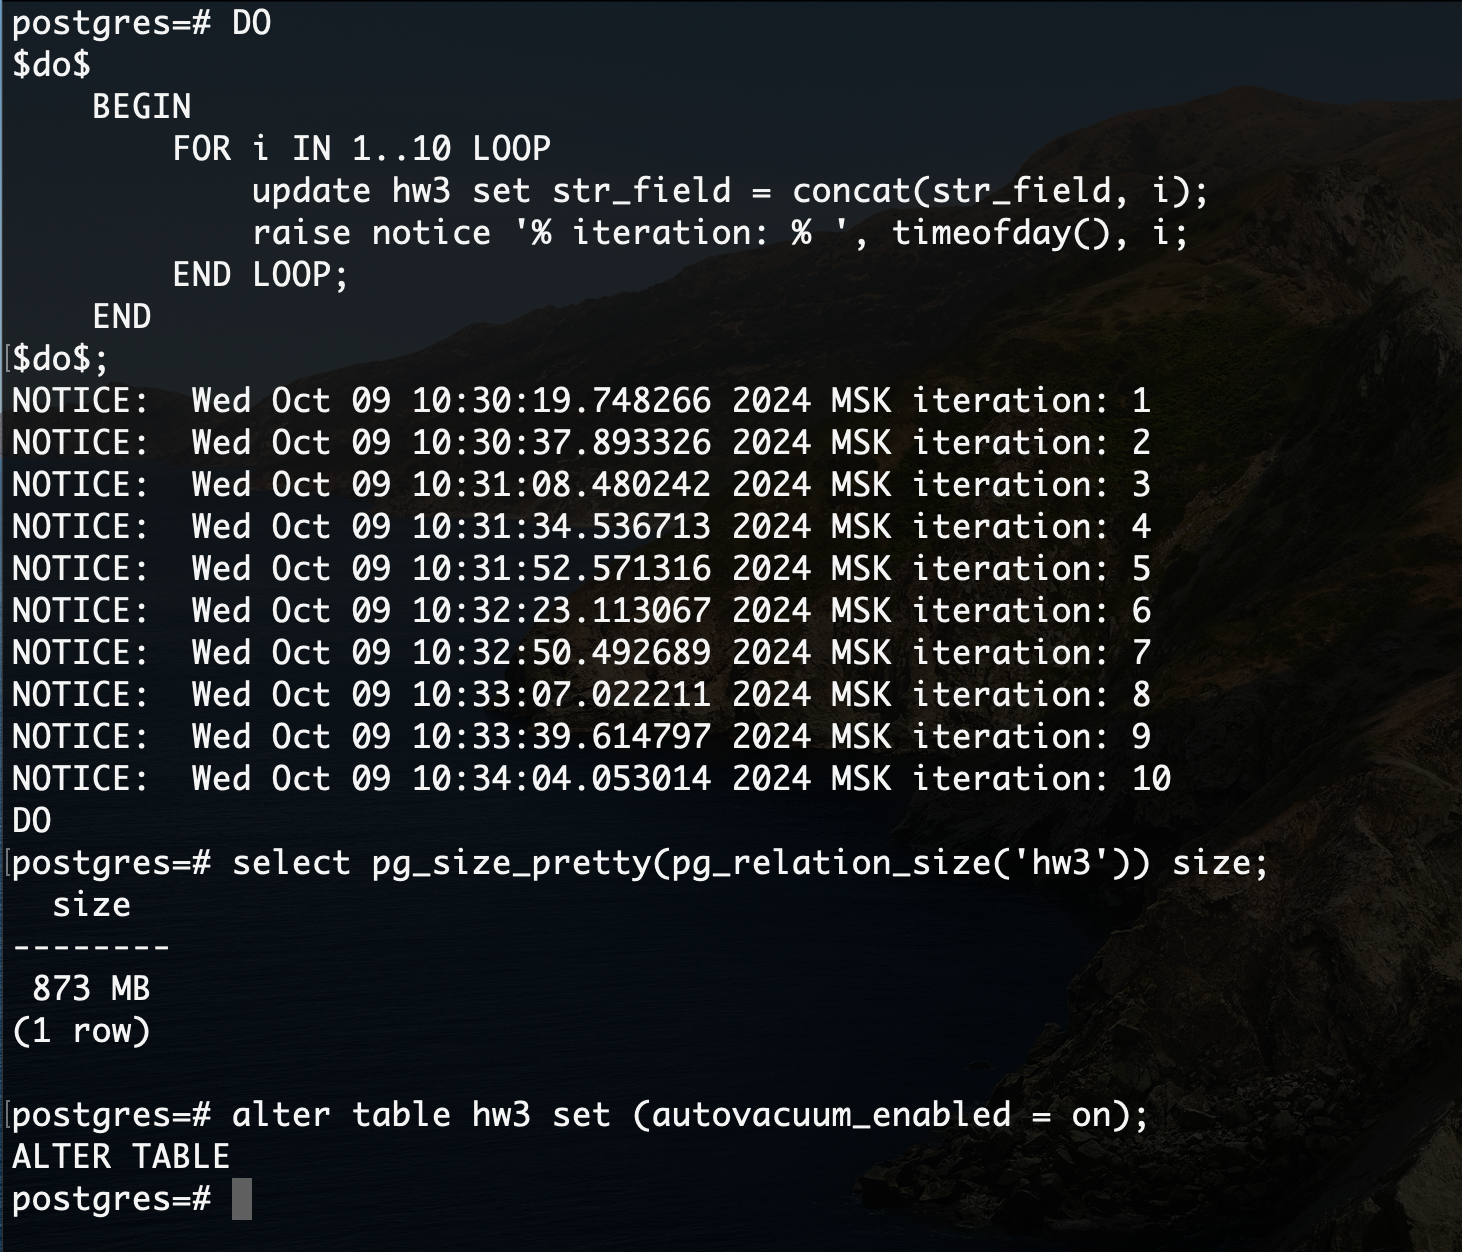 postgres=# DO
$do$
    BEGIN
        FOR i IN 1..10 LOOP
            update hw3 set str_field = concat(str_field, i);
            raise notice '% iteration: % ', timeofday(), i;
        END LOOP;
    END
[$do$;
NOTICE:  Wed Oct 09 10:30:19.748266 2024 MSK iteration: 1
NOTICE:  Wed Oct 09 10:30:37.893326 2024 MSK iteration: 2
NOTICE:  Wed Oct 09 10:31:08.480242 2024 MSK iteration: 3
NOTICE:  Wed Oct 09 10:31:34.536713 2024 MSK iteration: 4
NOTICE:  Wed Oct 09 10:31:52.571316 2024 MSK iteration: 5
NOTICE:  Wed Oct 09 10:32:23.113067 2024 MSK iteration: 6
NOTICE:  Wed Oct 09 10:32:50.492689 2024 MSK iteration: 7
NOTICE:  Wed Oct 09 10:33:07.022211 2024 MSK iteration: 8
NOTICE:  Wed Oct 09 10:33:39.614797 2024 MSK iteration: 9
NOTICE:  Wed Oct 09 10:34:04.053014 2024 MSK iteration: 10
DO
[postgres=# select pg_size_pretty(pg_relation_size('hw3')) size;
  size
--------
 873 MB
(1 row)

[postgres=# alter table hw3 set (autovacuum_enabled = on);
ALTER TABLE
postgres=#